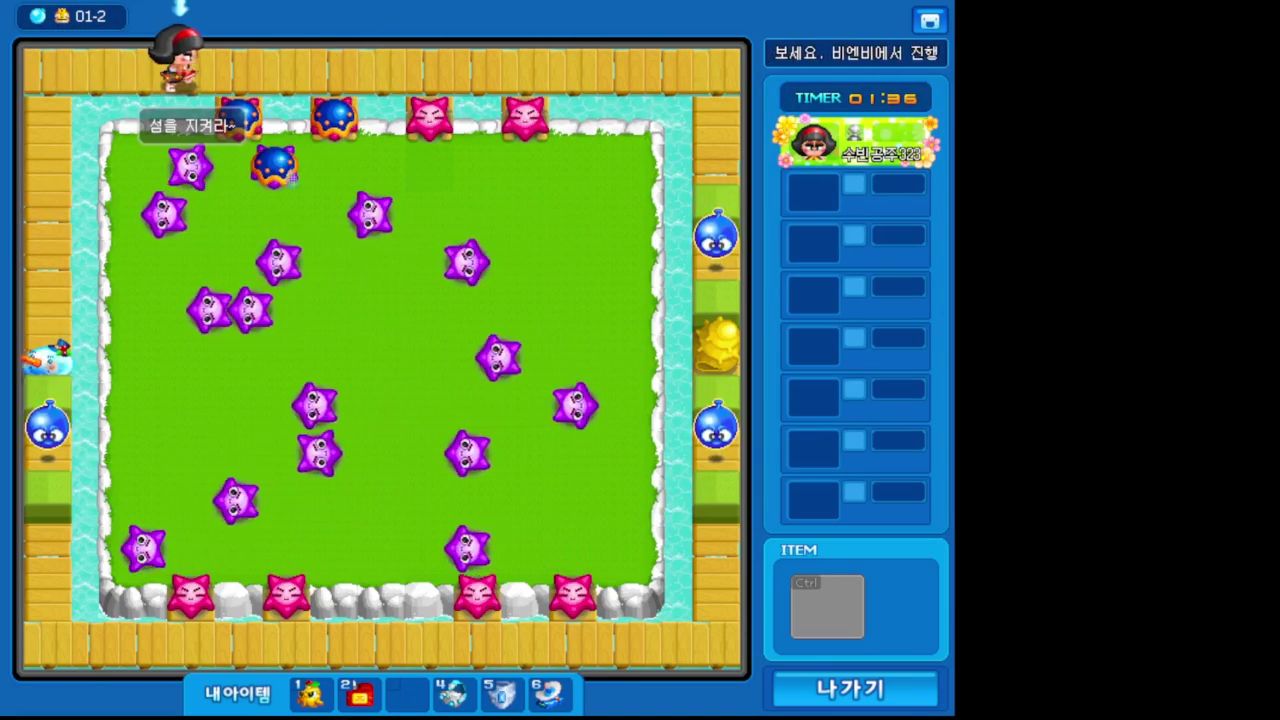 01-2
보세요. 비엔비에서 진행
TIMER 01:36
섬을 지켜라~
수빈공주323
ITEM
Ctrl
내아이템
1
2
4
5
6
나가기